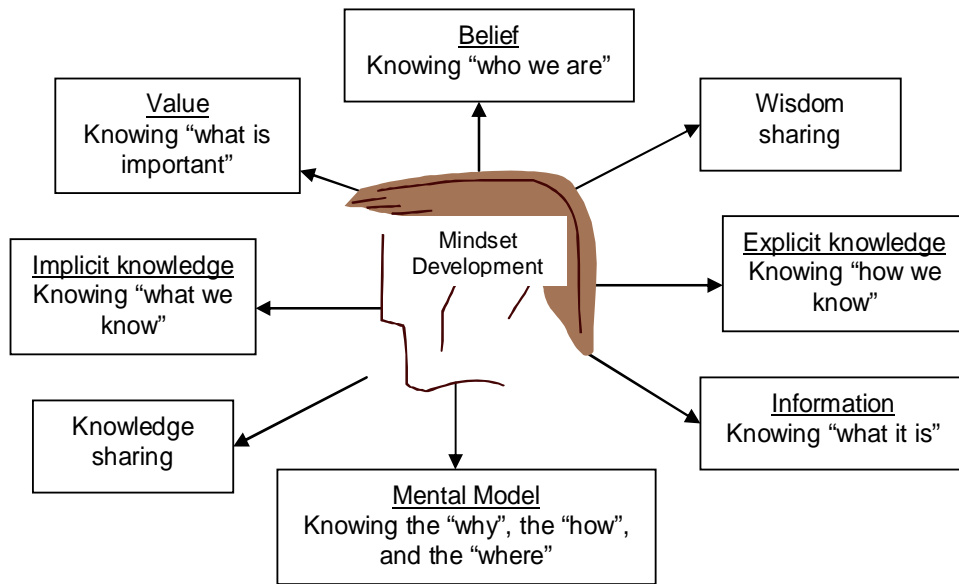 Belief
Knowing “who we are”
Value
Knowing “what is
important”
Wisdom
sharing
Mindset
Development
Implicit knowledge
Knowing “what we
know”
Explicit knowledge
Knowing “how we
know”
Knowledge
sharing
Information
Knowing “what it is”
Mental Model
Knowing the “why”, the “how”,
and the “where”